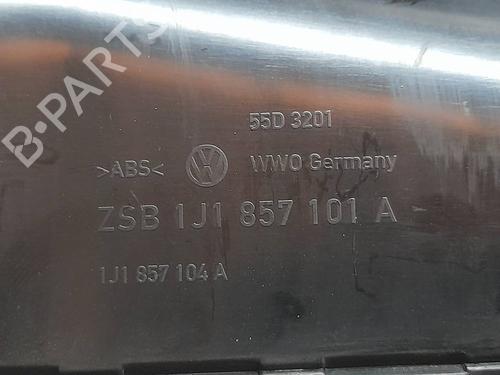 B-PARTS
55D 3201
>ABS< WWO Germany
ZSB 1J1 857 101 A
1J1 857 104 A